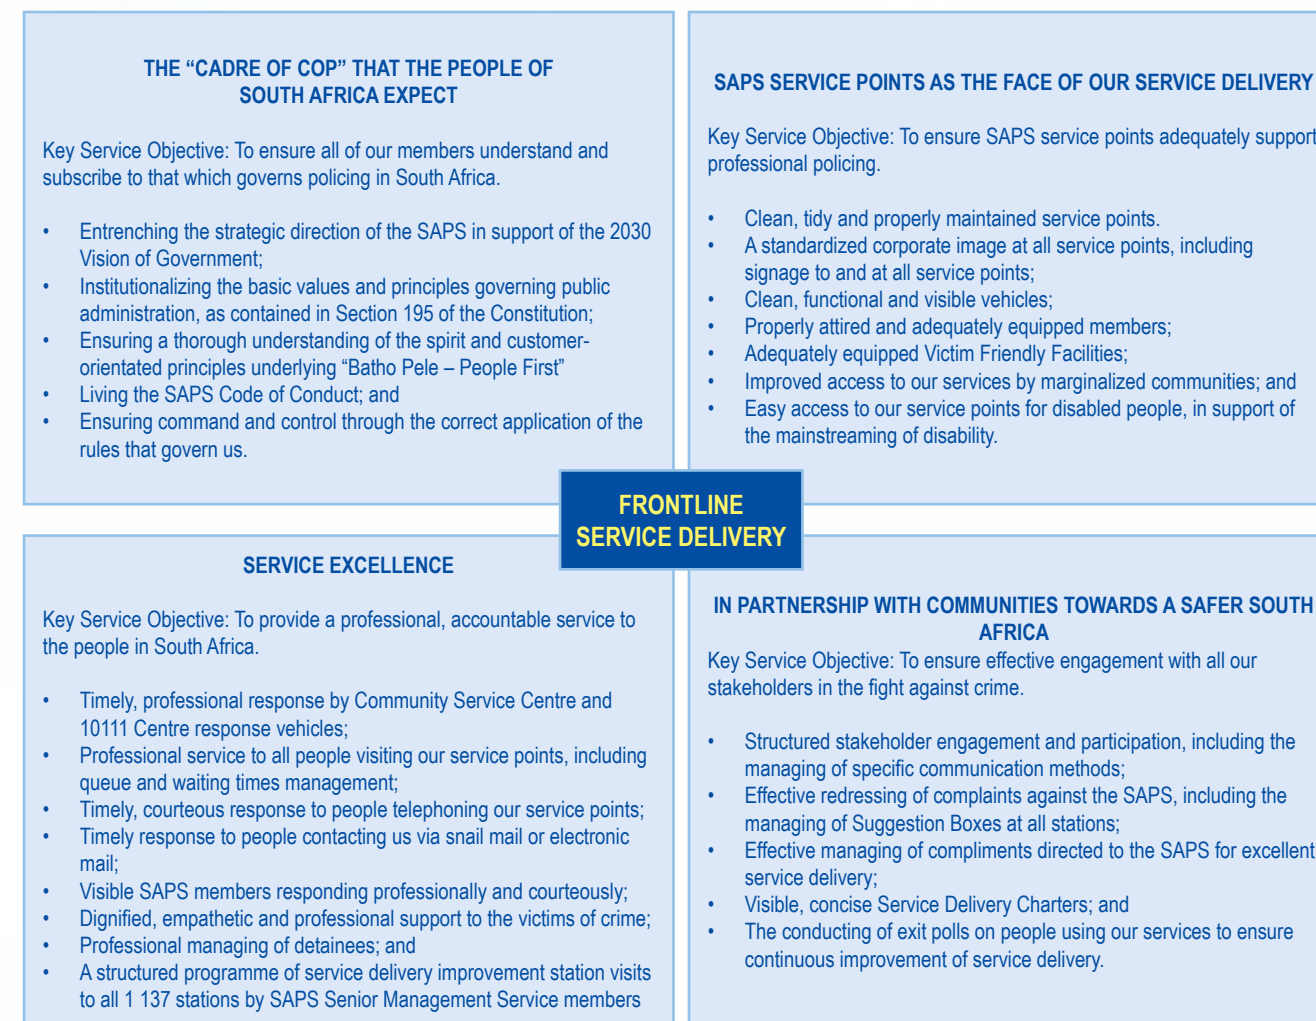 THE “CADRE OF COP” THAT THE PEOPLE OF
SOUTH AFRICA EXPECT
Key Service Objective: To ensure all of our members understand and
subscribe to that which governs policing in South Africa.
• Entrenching the strategic direction of the SAPS in support of the 2030
Vision of Government;
• Institutionalizing the basic values and principles governing public
administration, as contained in Section 195 of the Constitution;
• Ensuring a thorough understanding of the spirit and customer-
orientated principles underlying “Batho Pele – People First”
• Living the SAPS Code of Conduct; and
• Ensuring command and control through the correct application of the
rules that govern us.
SAPS SERVICE POINTS AS THE FACE OF OUR SERVICE DELIVERY
Key Service Objective: To ensure SAPS service points adequately support
professional policing.
• Clean, tidy and properly maintained service points.
• A standardized corporate image at all service points, including
signage to and at all service points;
• Clean, functional and visible vehicles;
• Properly attired and adequately equipped members;
• Adequately equipped Victim Friendly Facilities;
• Improved access to our services by marginalized communities; and
• Easy access to our service points for disabled people, in support of
the mainstreaming of disability.
FRONTLINE
SERVICE DELIVERY
SERVICE EXCELLENCE
Key Service Objective: To provide a professional, accountable service to
the people in South Africa.
• Timely, professional response by Community Service Centre and
10111 Centre response vehicles;
• Professional service to all people visiting our service points, including
queue and waiting times management;
• Timely, courteous response to people telephoning our service points;
• Timely response to people contacting us via snail mail or electronic
mail;
• Visible SAPS members responding professionally and courteously;
• Dignified, empathetic and professional support to the victims of crime;
• Professional managing of detainees; and
• A structured programme of service delivery improvement station visits
to all 1 137 stations by SAPS Senior Management Service members
IN PARTNERSHIP WITH COMMUNITIES TOWARDS A SAFER SOUTH
AFRICA
Key Service Objective: To ensure effective engagement with all our
stakeholders in the fight against crime.
• Structured stakeholder engagement and participation, including the
managing of specific communication methods;
• Effective redressing of complaints against the SAPS, including the
managing of Suggestion Boxes at all stations;
• Effective managing of compliments directed to the SAPS for excellent
service delivery;
• Visible, concise Service Delivery Charters; and
• The conducting of exit polls on people using our services to ensure
continuous improvement of service delivery.